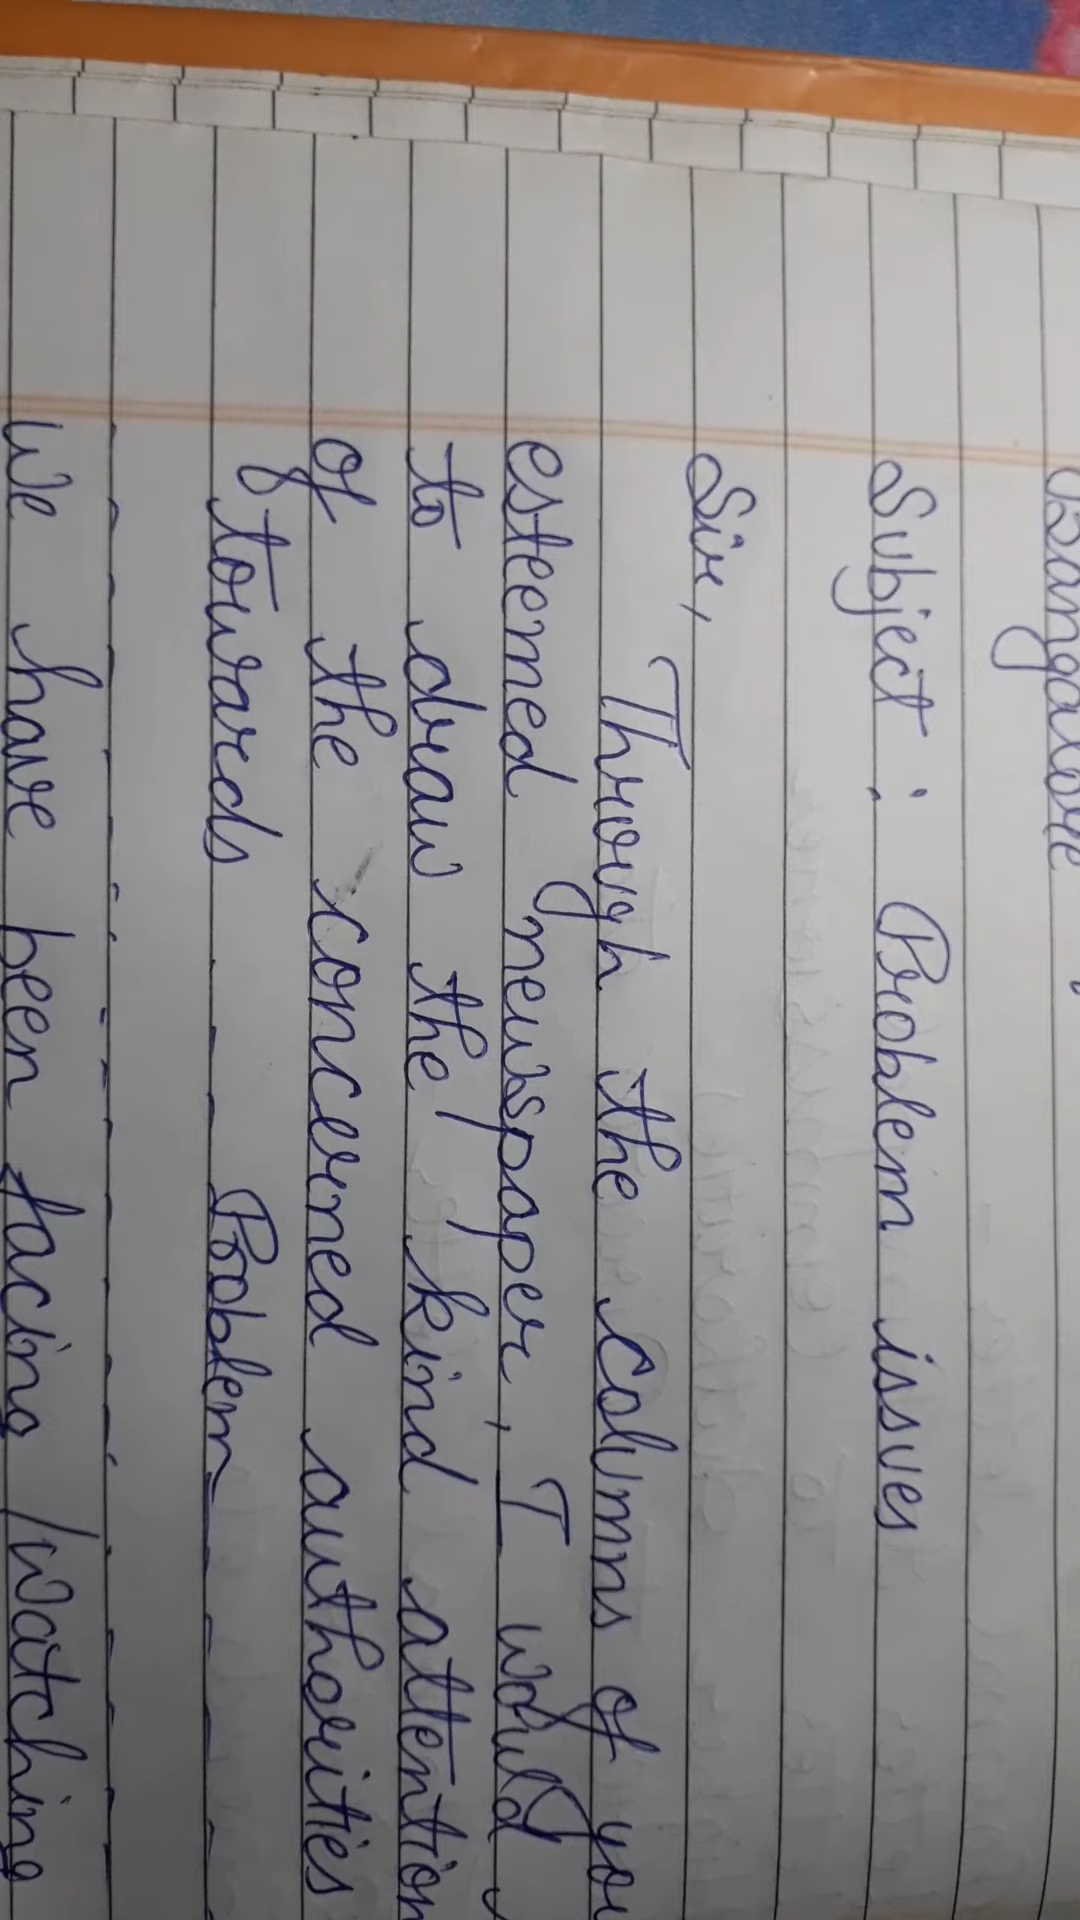 Bangalore
Subject : Problem issues
Sir,
Through the columns of you
esteemed newspaper, I would
to draw the kind attention
of the concerned authorities
towards _ _ _ Problem _ _ _
_ _ _ _ _ _ _ _ _ _ _ _
we have been facing / watching